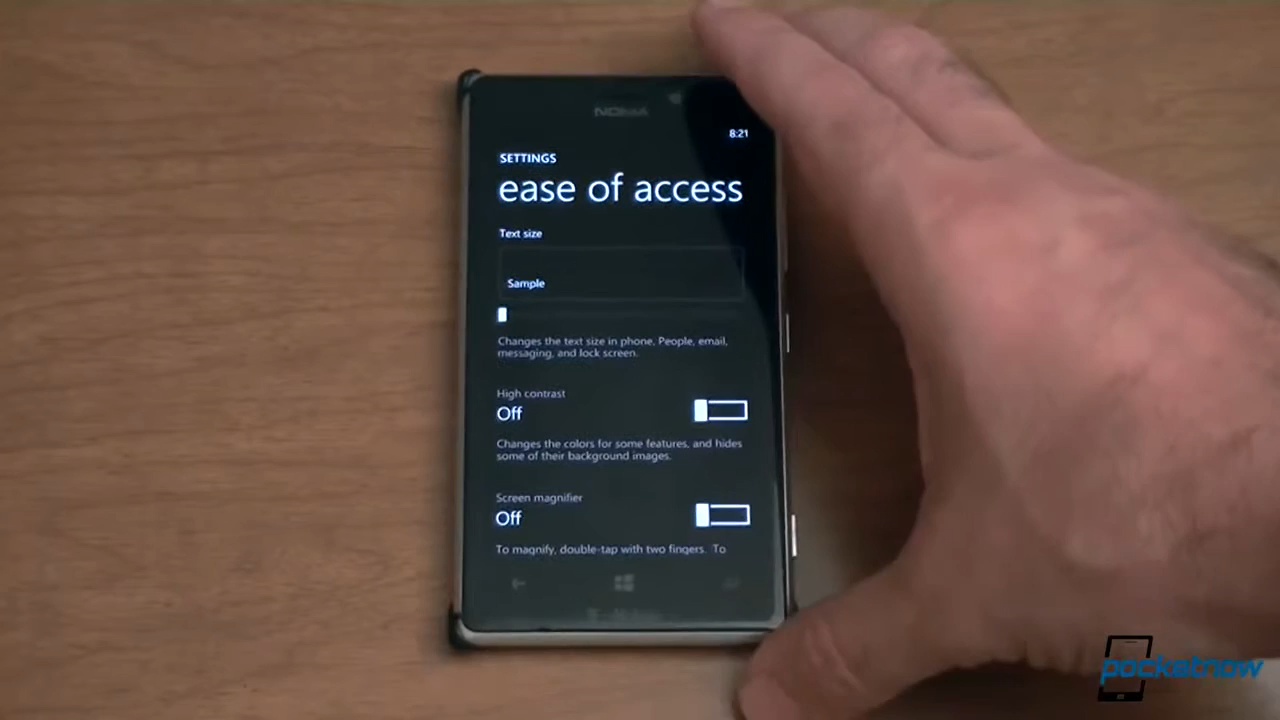 NOKIA
8:21
SETTINGS
ease of access
Text size
Sample
Changes the text size in phone, People, email,
messaging, and lock screen.
High contrast
Off
Changes the colors for some features, and hides
some of their background images.
Screen magnifier
Off
To magnify, double-tap with two fingers. To
pocketnow